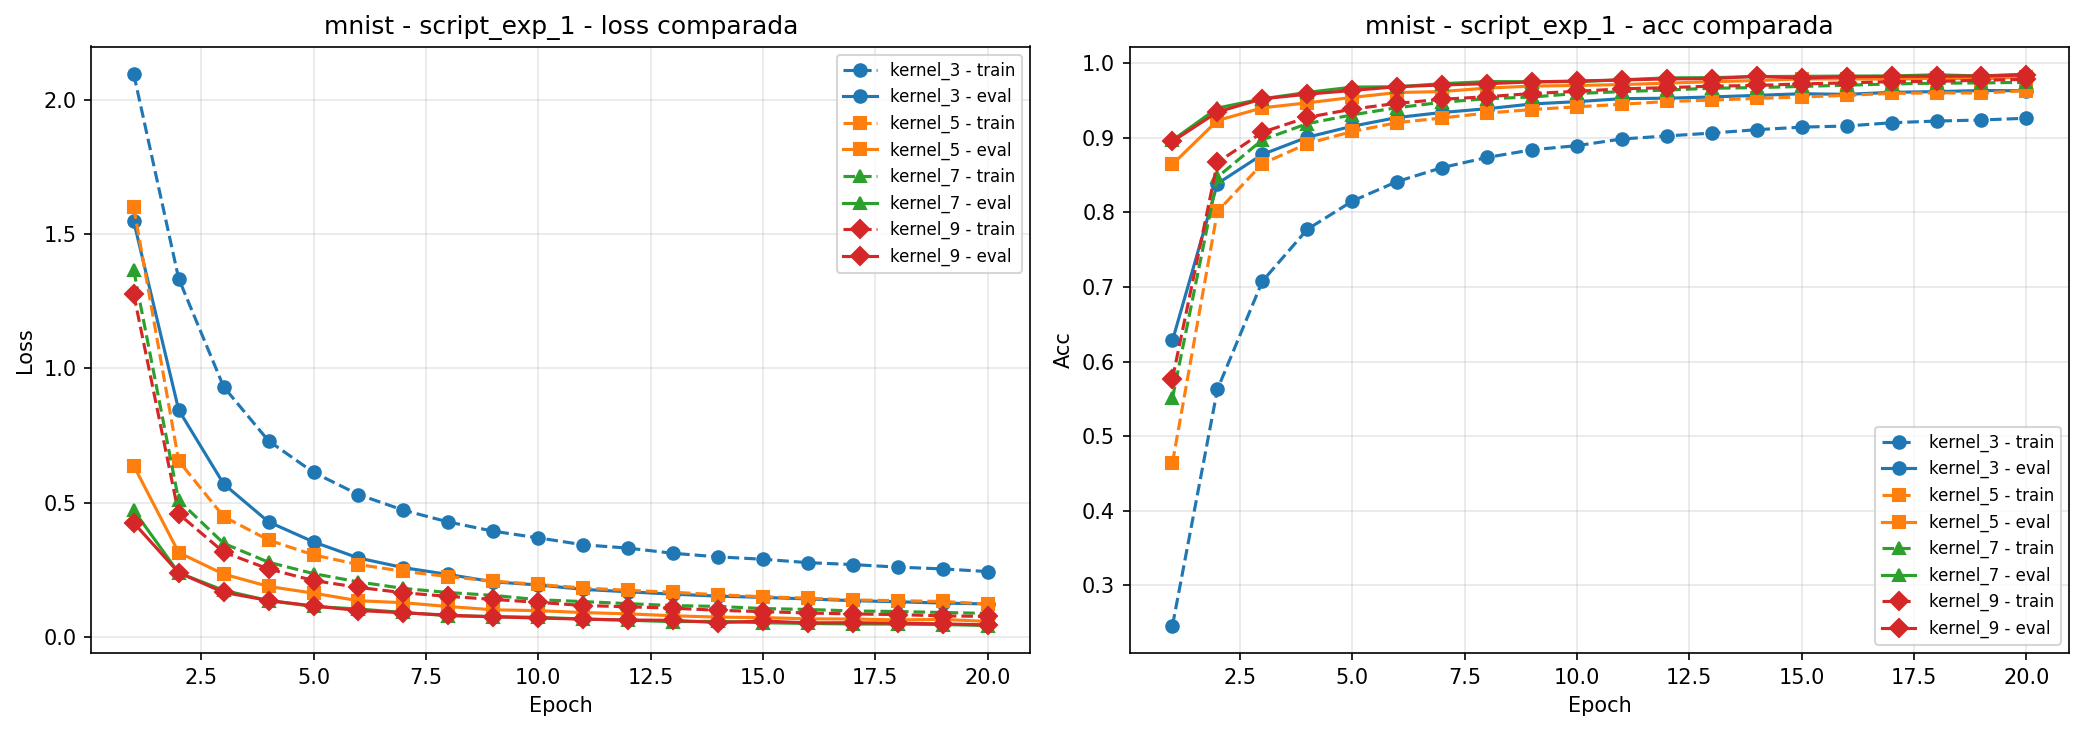 mnist - script_exp_1 - loss comparada
2.0
1.5
1.0
0.5
0.0
Loss
2.5
5.0
7.5
10.0
12.5
15.0
17.5
20.0
Epoch
kernel_3 - train
kernel_3 - eval
kernel_5 - train
kernel_5 - eval
kernel_7 - train
kernel_7 - eval
kernel_9 - train
kernel_9 - eval
mnist - script_exp_1 - acc comparada
1.0
0.9
0.8
0.7
0.6
0.5
0.4
0.3
Acc
2.5
5.0
7.5
10.0
12.5
15.0
17.5
20.0
Epoch
kernel_3 - train
kernel_3 - eval
kernel_5 - train
kernel_5 - eval
kernel_7 - train
kernel_7 - eval
kernel_9 - train
kernel_9 - eval